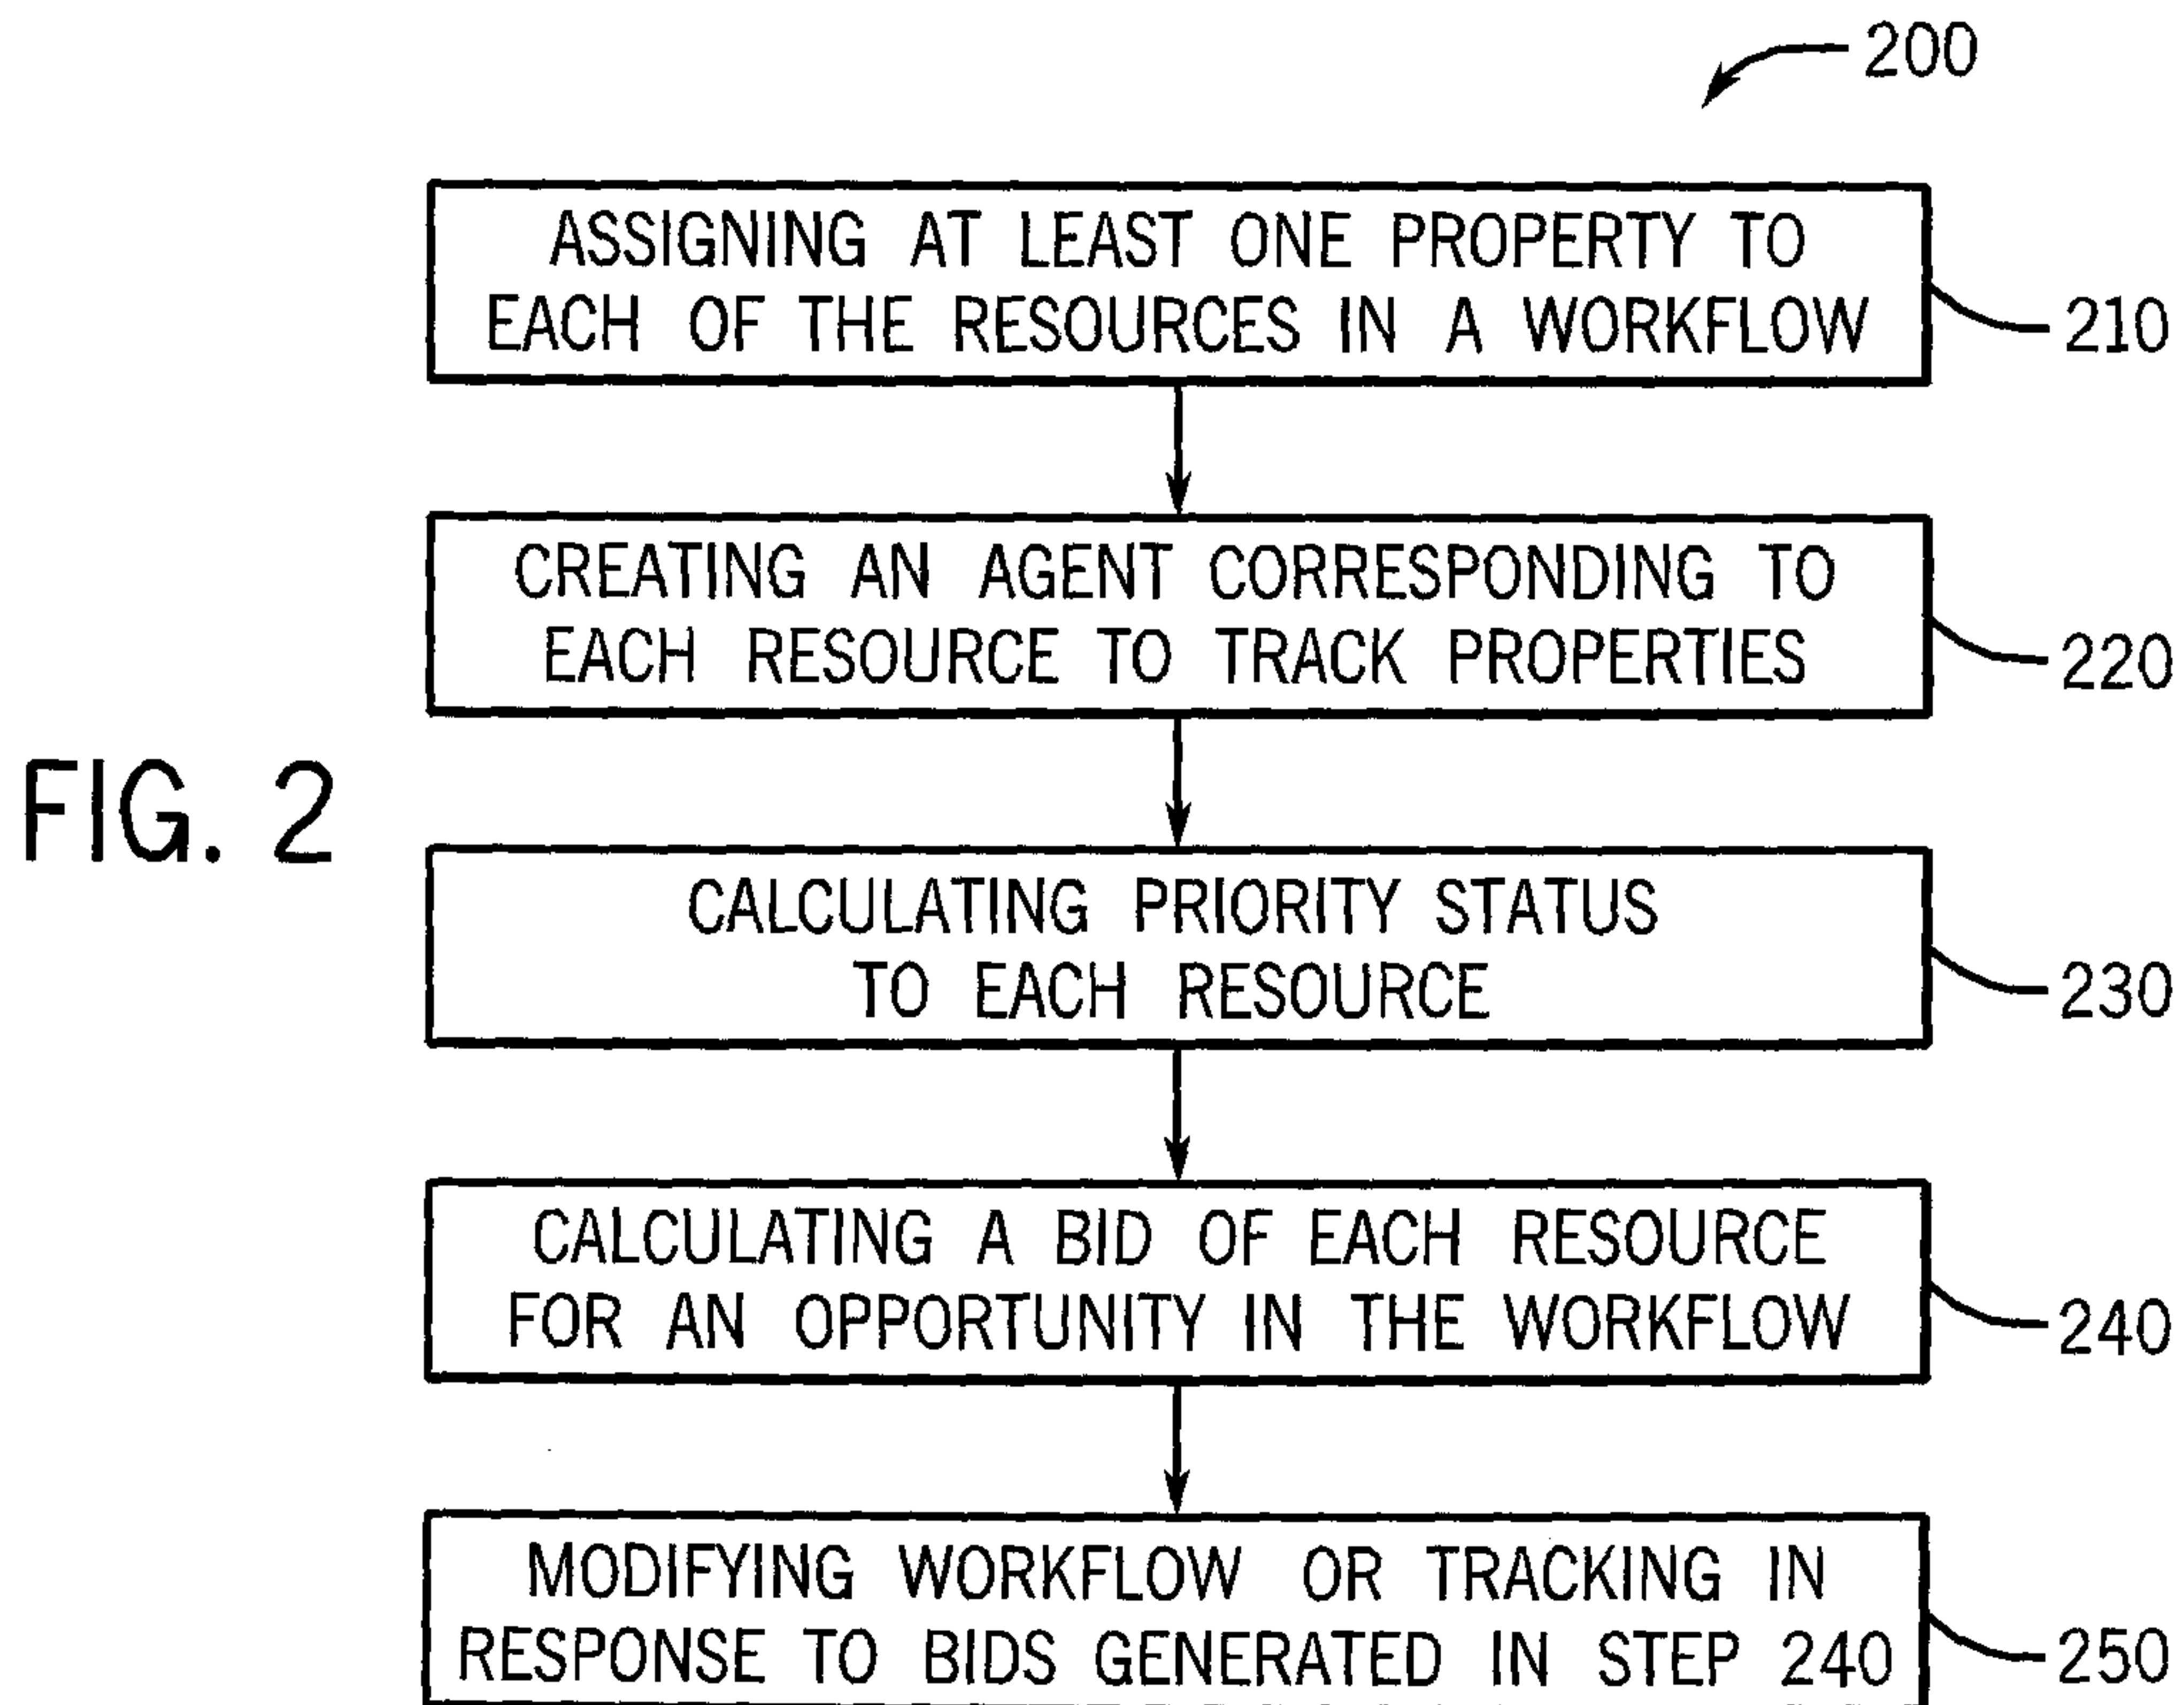 200
ASSIGNING AT LEAST ONE PROPERTY TO
EACH OF THE RESOURCES IN A WORKFLOW
210
CREATING AN AGENT CORRESPONDING TO
EACH RESOURCE TO TRACK PROPERTIES
220
FIG. 2
CALCULATING PRIORITY STATUS
TO EACH RESOURCE
230
CALCULATING A BID OF EACH RESOURCE
FOR AN OPPORTUNITY IN THE WORKFLOW
240
MODIFYING WORKFLOW OR TRACKING IN
RESPONSE TO BIDS GENERATED IN STEP 240
250